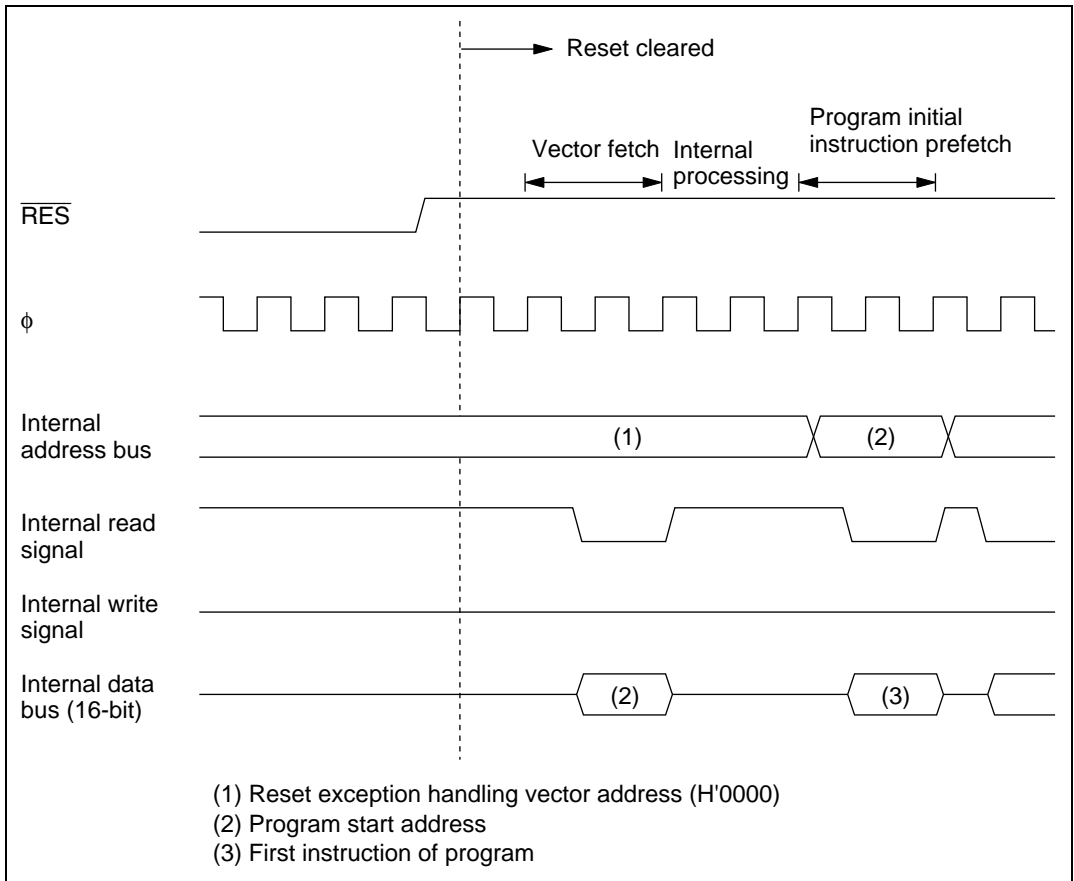 Reset cleared
Vector fetch
Internal
processing
Program initial
instruction prefetch
RES
ϕ
Internal
address bus
(1)
(2)
Internal read
signal
Internal write
signal
Internal data
bus (16-bit)
(2)
(3)
(1) Reset exception handling vector address (H'0000)
(2) Program start address
(3) First instruction of program